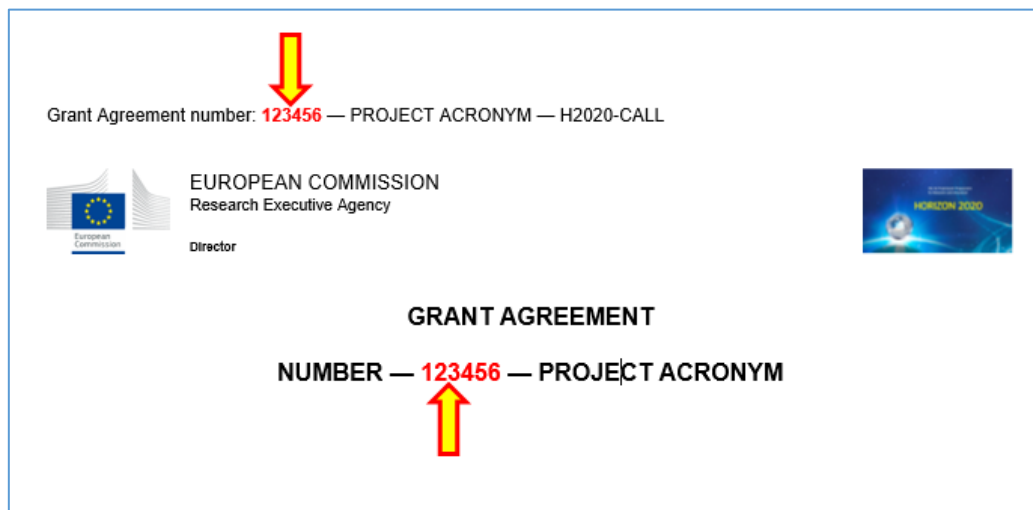 Grant Agreement number: 123456 — PROJECT ACRONYM — H2020-CALL
EUROPEAN COMMISSION
Research Executive Agency
Director
European
Commission
HORIZON 2020
GRANT AGREEMENT
NUMBER — 123456 — PROJECT ACRONYM